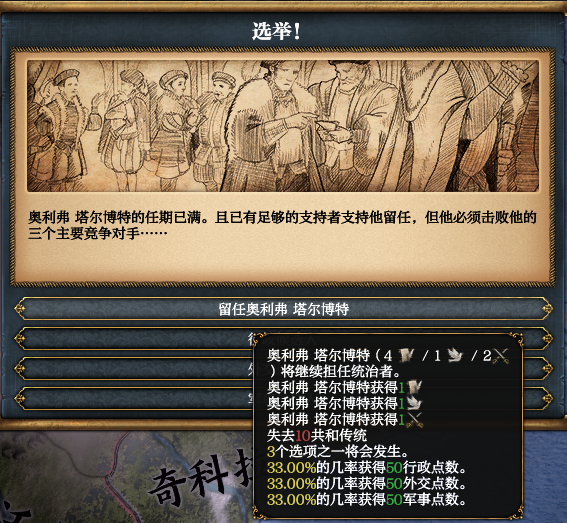 选举！
奥利弗 塔尔博特的任期已满。且已有足够的支持者支持他留任，但他必须击败他的
三个主要竞争对手……
留任奥利弗 塔尔博特
奥利弗 塔尔博特（4 / 1 / 2
）将继续担任统治者。
奥利弗 塔尔博特获得1
奥利弗 塔尔博特获得1
奥利弗 塔尔博特获得1
失去10共和传统
3个选项之一将会发生。
33.00%的几率获得50行政点数。
33.00%的几率获得50外交点数。
33.00%的几率获得50军事点数。
奇科